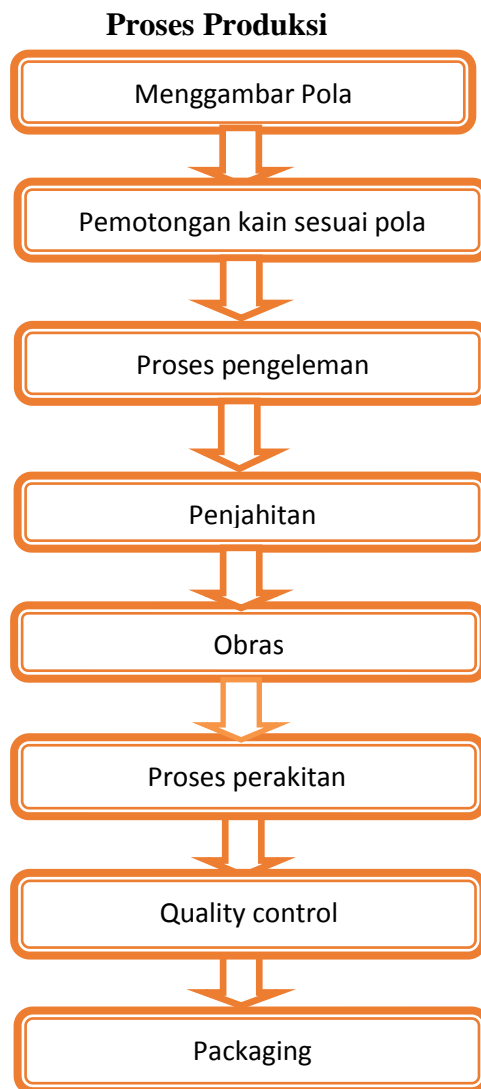 Proses Produksi
Menggambar Pola
Pemotongan kain sesuai pola
Proses pengeleman
Penjahitan
Obras
Proses perakitan
Quality control
Packaging